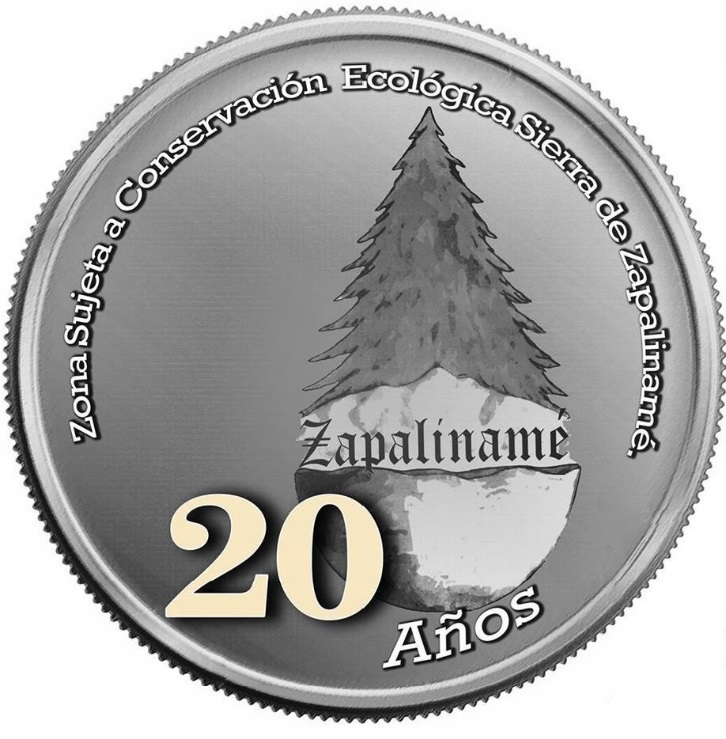 Zona Sujeta a Conservación Ecológica Sierra de Zapalinamé.
Zapalinamé
20
Años